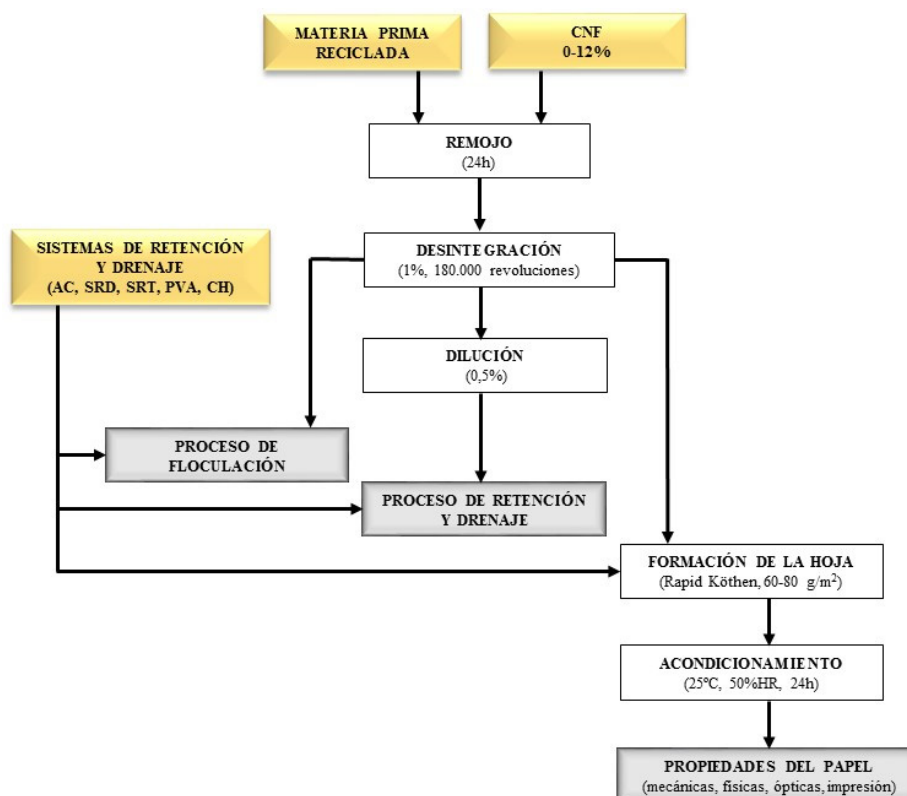 MATERIA PRIMA
RECICLADA
CNF
0-12%
REMOJO
(24h)
SISTEMAS DE RETENCIÓN
Y DRENAJE
(AC, SRD, SRT, PVA, CH)
DESINTEGRACIÓN
(1%, 180.000 revoluciones)
DILUCIÓN
(0,5%)
PROCESO DE
FLOCULACIÓN
PROCESO DE RETENCIÓN
Y DRENAJE
FORMACIÓN DE LA HOJA
(Rapid Köthen, 60-80 g/m²)
ACONDICIONAMIENTO
(25ºC, 50%HR, 24h)
PROPIEDADES DEL PAPEL
(mecánicas, físicas, ópticas, impresión)